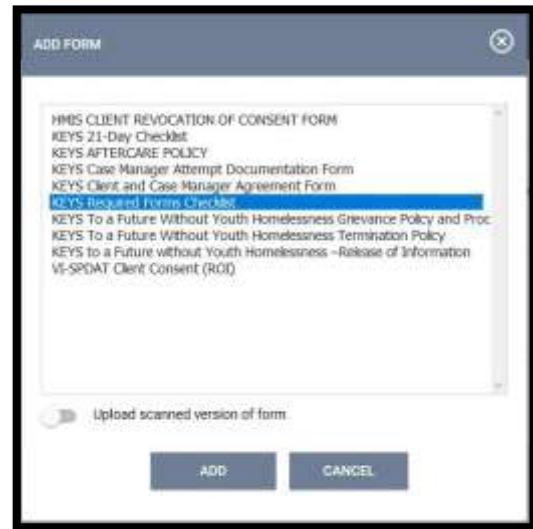 ADD FORM
HMIS CLIENT REVOCATION OF CONSENT FORM
KEYS 21-Day Checklist
KEYS AFTERCARE POLICY
KEYS Case Manager Attempt Documentation Form
KEYS Client and Case Manager Agreement Form
KEYS Required Forms Checklist
KEYS To a Future Without Youth Homelessness Grievance Policy and Proc
KEYS To a Future Without Youth Homelessness Termination Policy
KEYS to a Future without Youth Homelessness –Release of Information
VI-SPDAT Client Consent (ROI)
Upload scanned version of form
ADD CANCEL